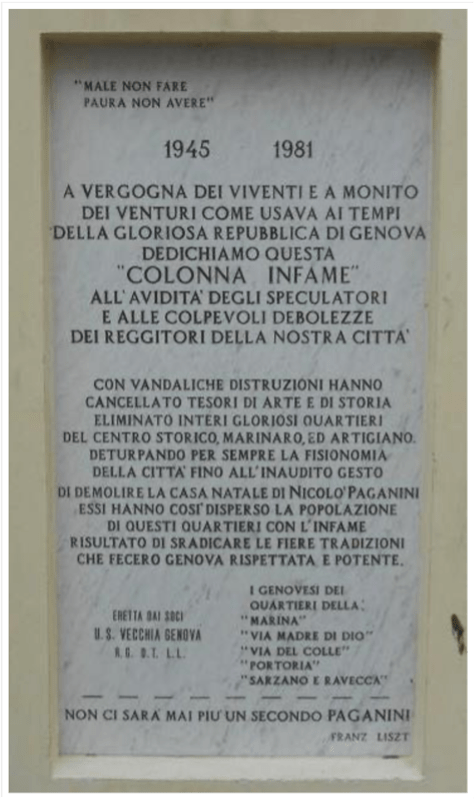 "MALE NON FARE
PAURA NON AVERE"
1945 1981
A VERGOGNA DEI VIVENTI E A MONITO
DEI VENTURI COME USAVA AI TEMPI
DELLA GLORIOSA REPUBBLICA DI GENOVA
DEDICHIAMO QUESTA
"COLONNA INFAME"
ALL'AVIDITA' DEGLI SPECULATORI
E ALLE COLPEVOLI DEBOLEZZE
DEI REGGITORI DELLA NOSTRA CITTA'
CON VANDALICHE DISTRUZIONI HANNO
CANCELLATO TESORI DI ARTE E DI STORIA
ELIMINATO INTERI GLORIOSI QUARTIERI
DEL CENTRO STORICO, MARINARO, ED ARTIGIANO.
DETURPANDO PER SEMPRE LA FISIONOMIA
DELLA CITTA' FINO ALL'INAUDITO GESTO
DI DEMOLIRE LA CASA NATALE DI NICOLO' PAGANINI
ESSI HANNO COSI' DISPERSO LA POPOLAZIONE
DI QUESTI QUARTIERI CON L'INFAME
RISULTATO DI SRADICARE LE FIERE TRADIZIONI
CHE FECERO GENOVA RISPETTATA E POTENTE.
ERETTA DAI SOCI
U.S. VECCHIA GENOVA
R.G. D.T. L.L.
I GENOVESI DEI
QUARTIERI DELLA:
"MARINA"
"VIA MADRE DI DIO"
"VIA DEL COLLE"
"PORTORIA"
"SARZANO E RAVECCA"
NON CI SARA' MAI PIU' UN SECONDO PAGANINI
FRANZ LISZT